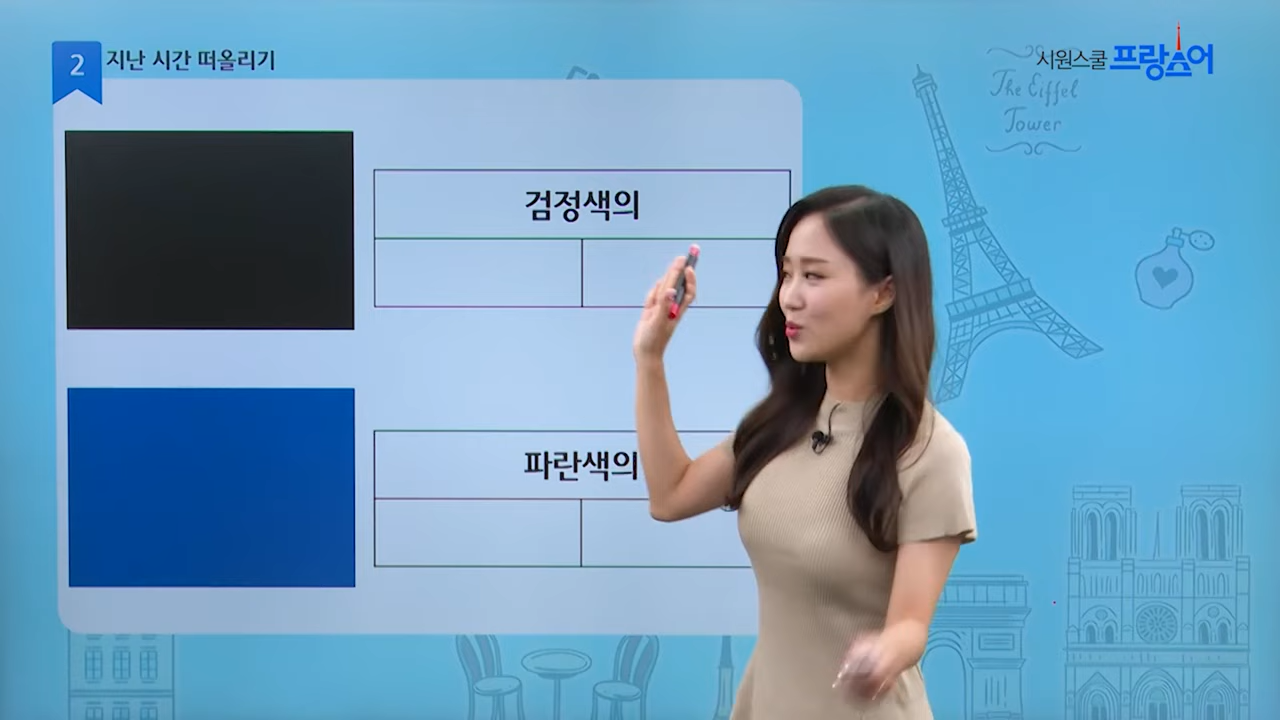 2 지난 시간 떠올리기
시원스쿨 프랑스어
The Eiffel
Tower
검정색의
파란색의